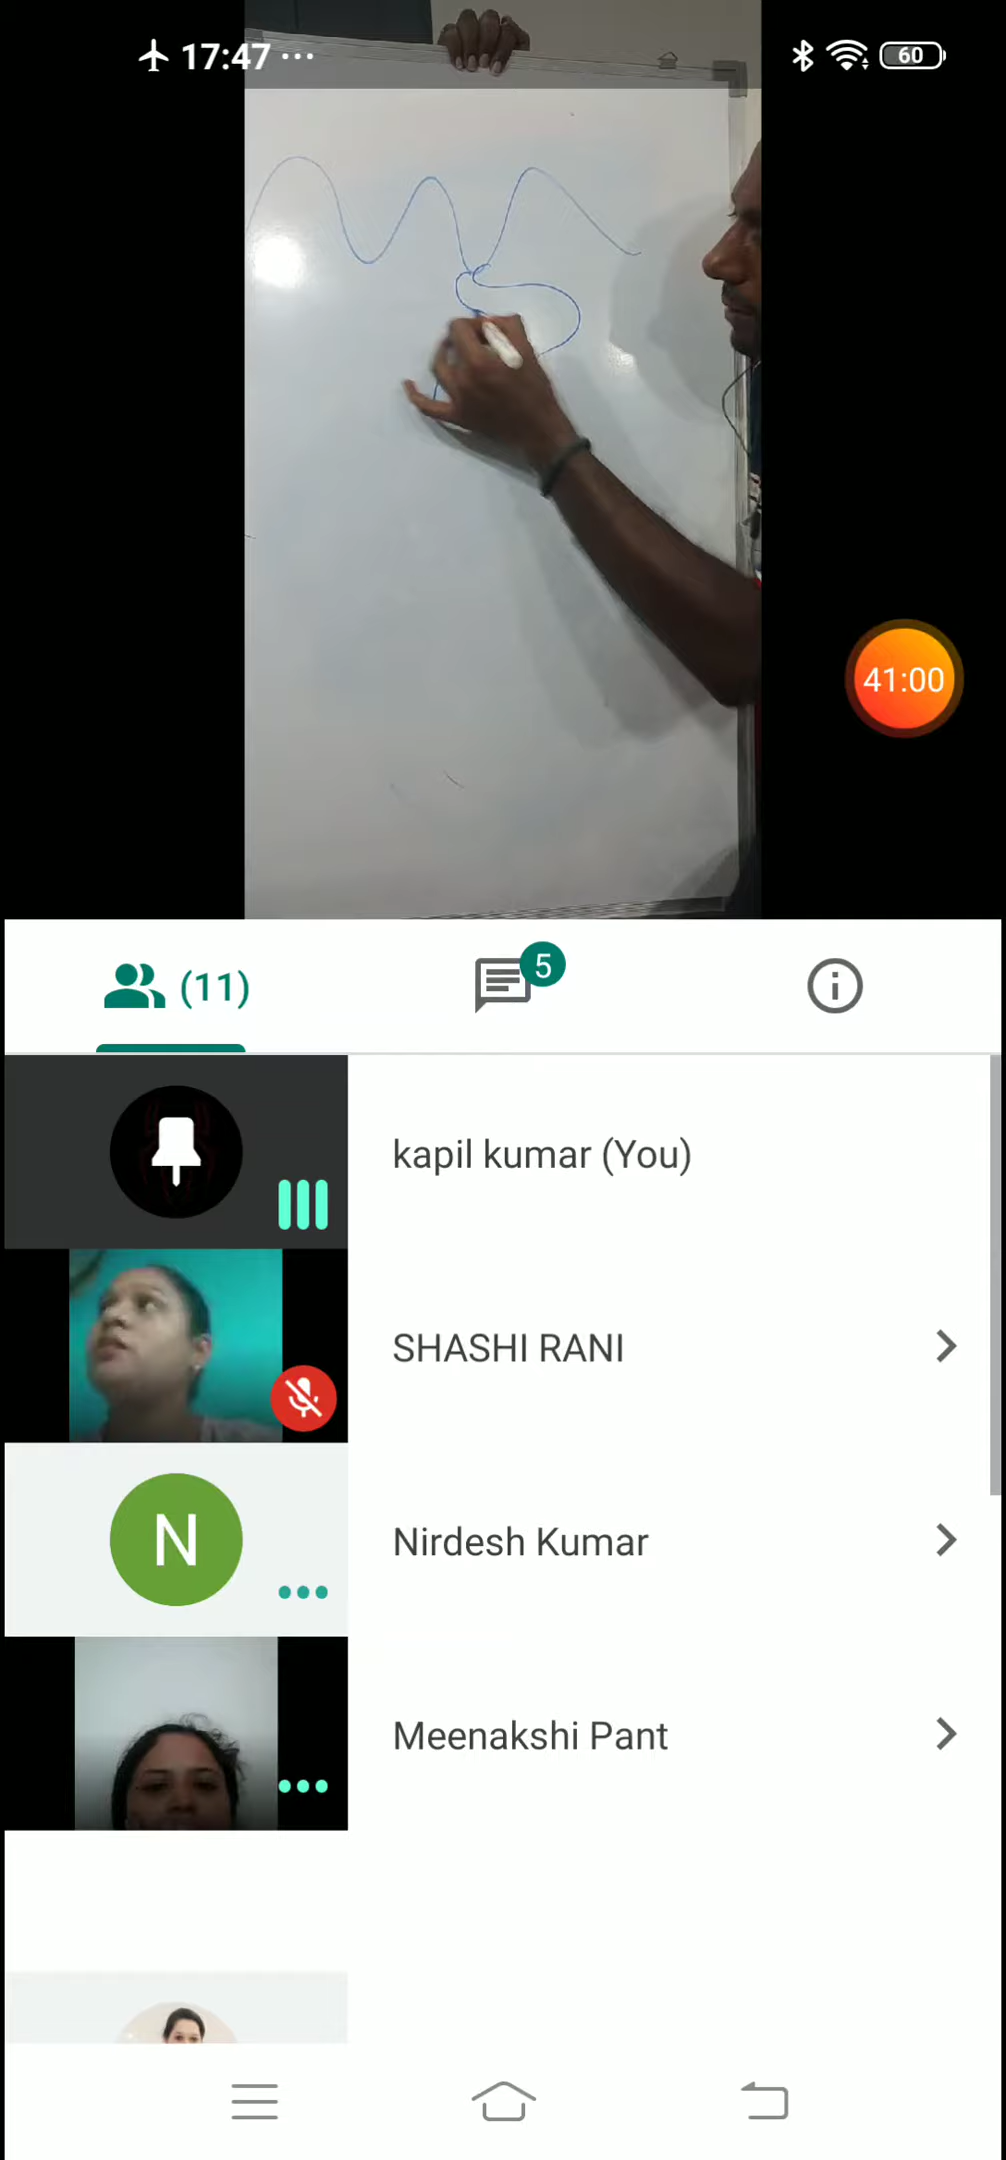 17:47 ...
60
41:00
(11)
5
kapil kumar (You)
SHASHI RANI
N
Nirdesh Kumar
Meenakshi Pant